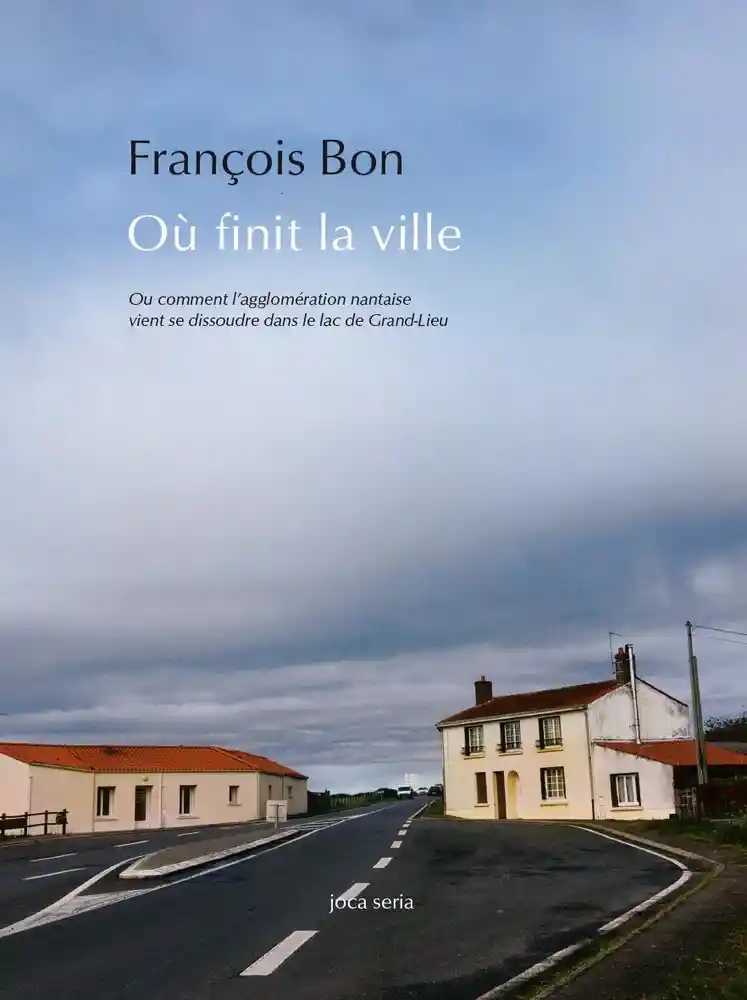 François Bon
Où finit la ville
Ou comment l’agglomération nantaise
vient se dissoudre dans le lac de Grand-Lieu
joca seria